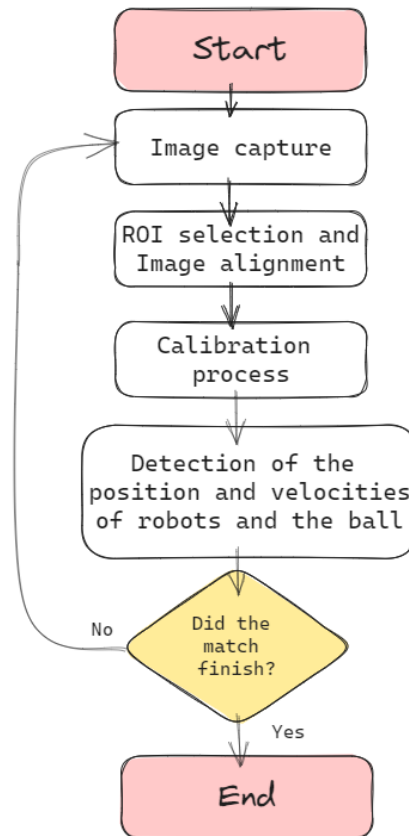 Start
Image capture
ROI selection and
Image alignment
Calibration
process
Detection of the
position and velocities
of robots and the ball
Did the
match
finish?
No
Yes
End